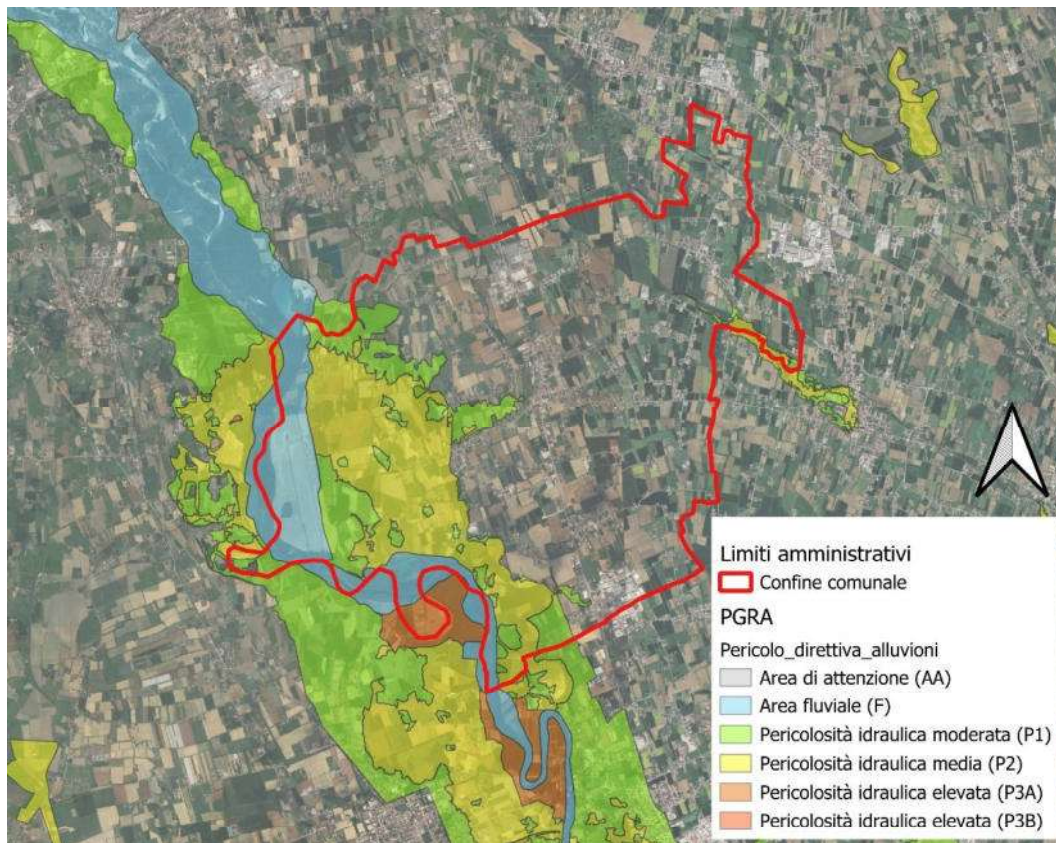 Limiti amministrativi
Confine comunale
PGRA
Pericolo_direttiva_alluvioni
Area di attenzione (AA)
Area fluviale (F)
Pericolosità idraulica moderata (P1)
Pericolosità idraulica media (P2)
Pericolosità idraulica elevata (P3A)
Pericolosità idraulica elevata (P3B)